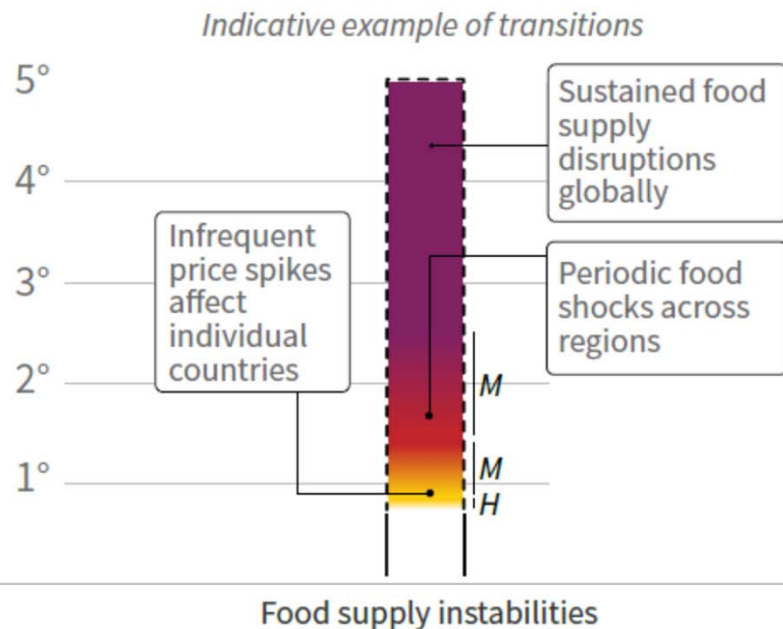 Indicative example of transitions
5°
Sustained food
supply
disruptions
globally
4°
Infrequent
price spikes
affect
individual
countries
3°
Periodic food
shocks across
regions
2°
M
M
1°
H
Food supply instabilities